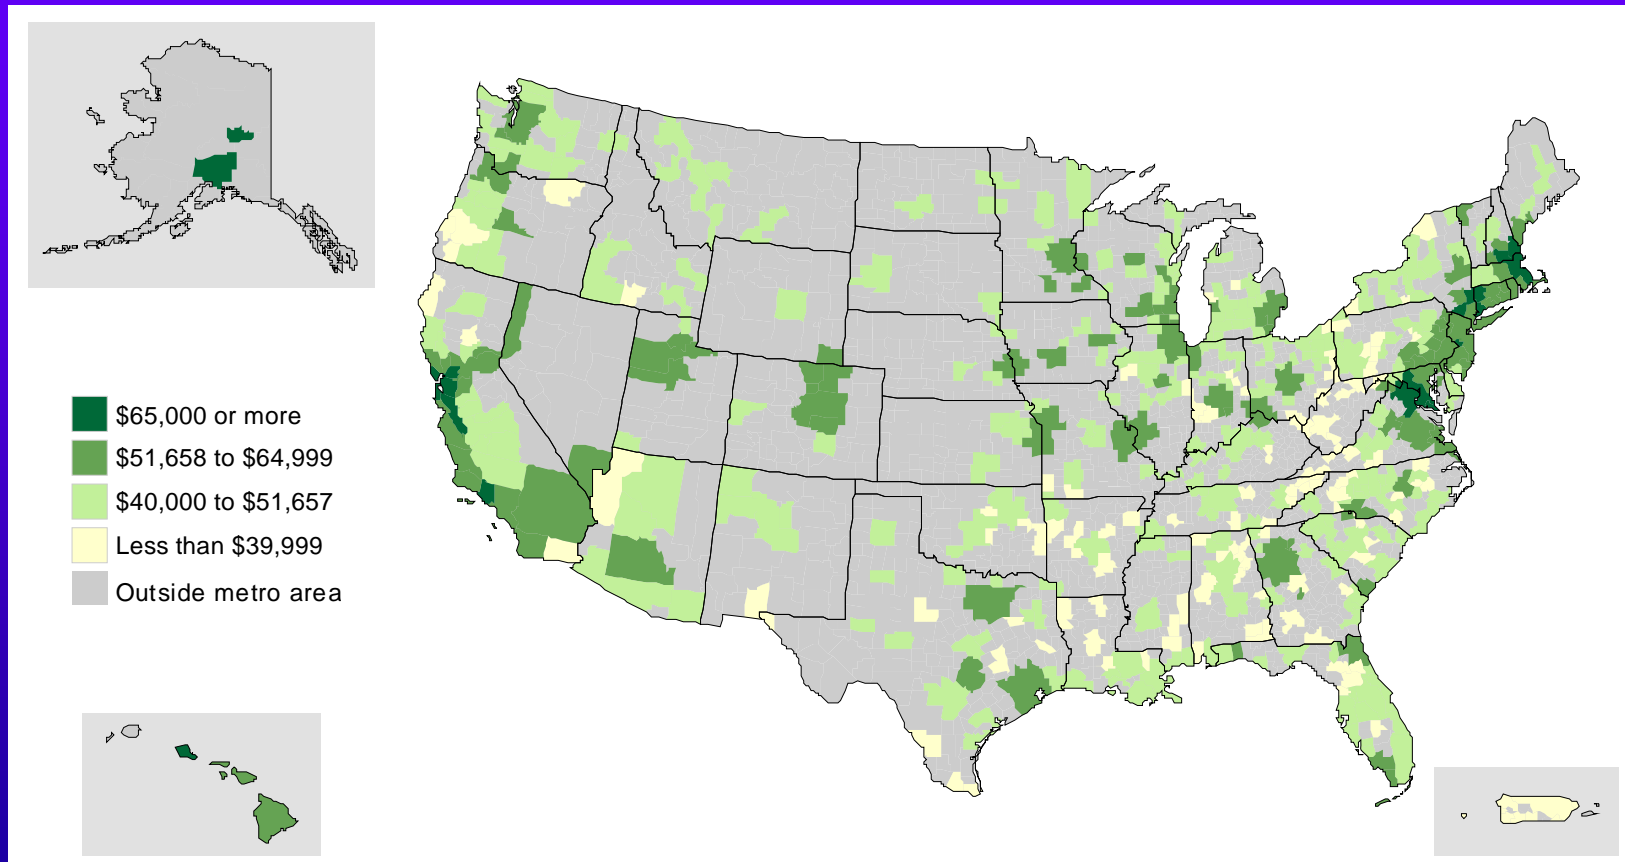 $65,000 or more
$51,658 to $64,999
$40,000 to $51,657
Less than $39,999
Outside metro area